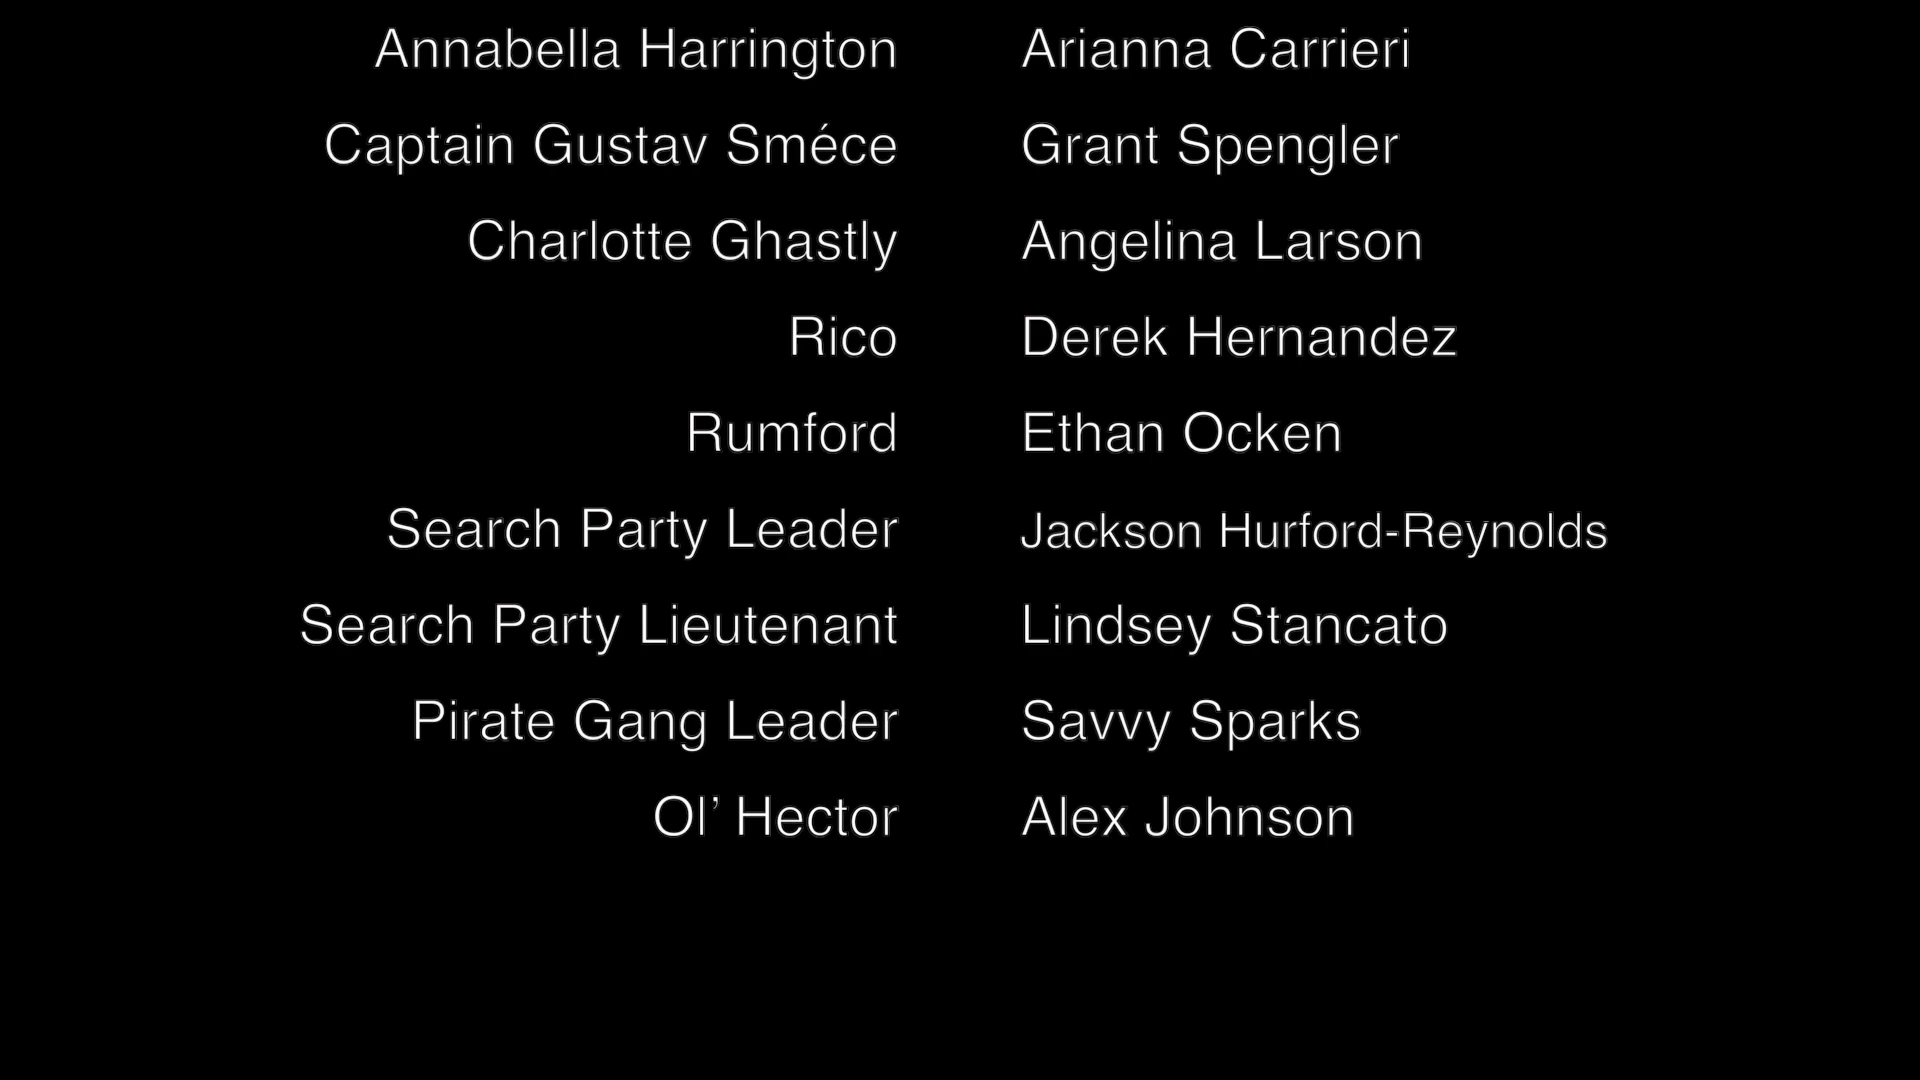 Annabella Harrington Arianna Carrieri
Captain Gustav Sméce Grant Spengler
Charlotte Ghastly Angelina Larson
Rico Derek Hernandez
Rumford Ethan Ocken
Search Party Leader Jackson Hurford-Reynolds
Search Party Lieutenant Lindsey Stancato
Pirate Gang Leader Savvy Sparks
Ol’ Hector Alex Johnson